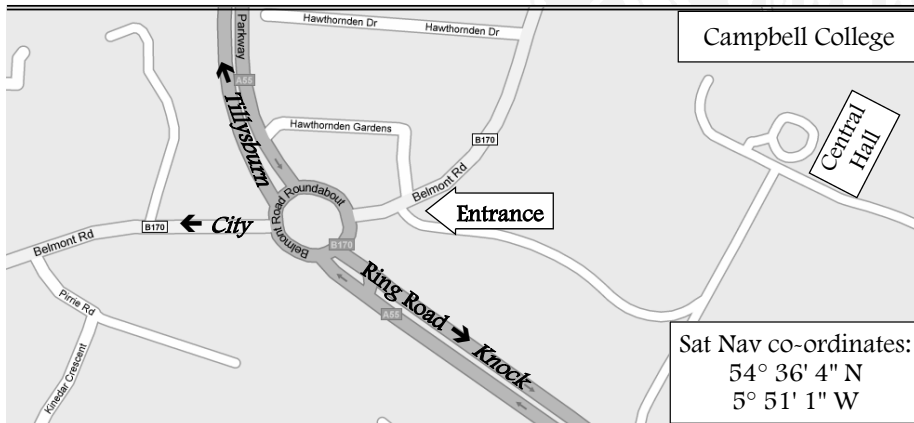 Hawthornden Dr
Hawthornden Dr
Campbell College
Parkway
A55
Tillysburn
Hawthornden Gardens
B170
Central
Hall
Belmont Rd
Belmont Road Roundabout
Entrance
B170
City
Belmont Rd
B170
Ring Road
Knock
A55
Pirrie Rd
Kinedar Crescent
Sat Nav co-ordinates:
54° 36' 4" N
5° 51' 1" W